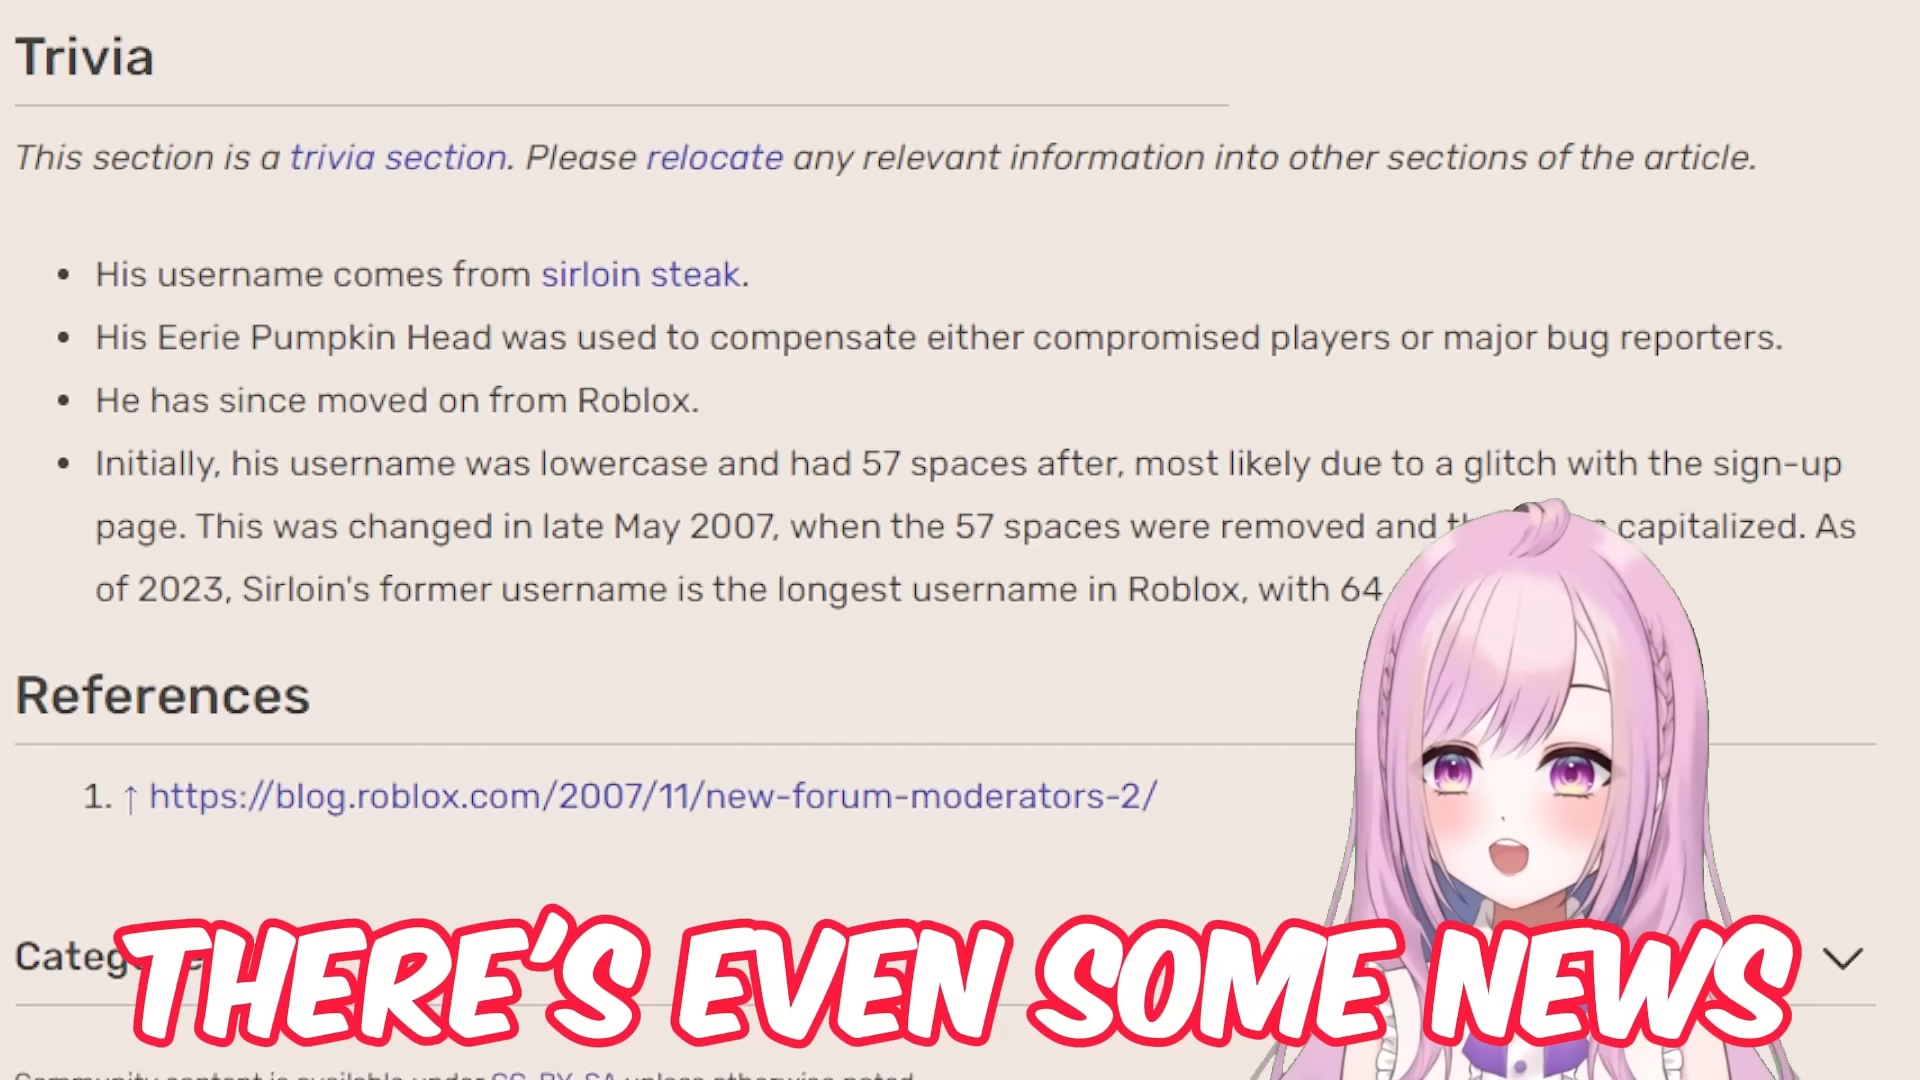 Trivia
This section is a trivia section. Please relocate any relevant information into other sections of the article.
• His username comes from sirloin steak.
• His Eerie Pumpkin Head was used to compensate either compromised players or major bug reporters.
• He has since moved on from Roblox.
• Initially, his username was lowercase and had 57 spaces after, most likely due to a glitch with the sign-up
page. This was changed in late May 2007, when the 57 spaces were removed and capitalized. As
of 2023, Sirloin's former username is the longest username in Roblox, with 64
References
1. ↑ https://blog.roblox.com/2007/11/new-forum-moderators-2/
THERE'S EVEN SOME NEWS
Community content is available under CC-BY-SA unless otherwise noted.